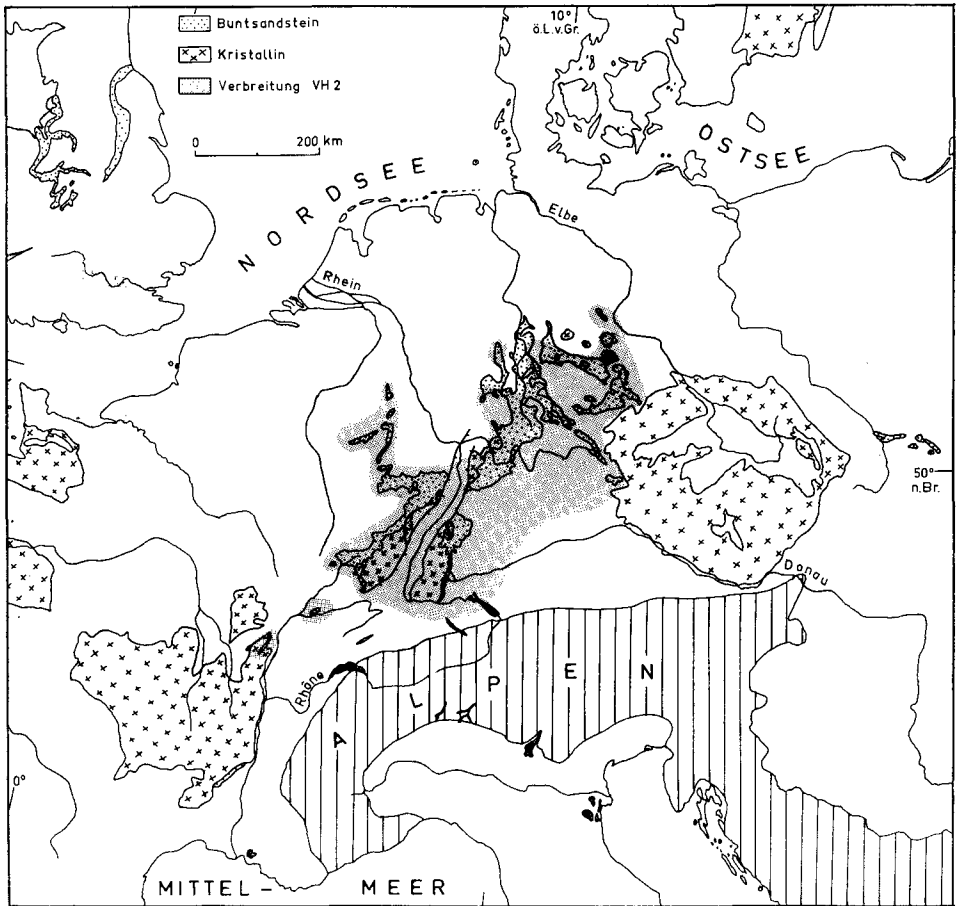 Buntsandstein
Kristallin
Verbreitung VH 2
0 200 km
10°
ö.L.v.Gr.
NORDSEE
OSTSEE
Elbe
Rhein
50°
n.Br.
Donau
Rhône
ALPEN
0°
MITTEL-MEER